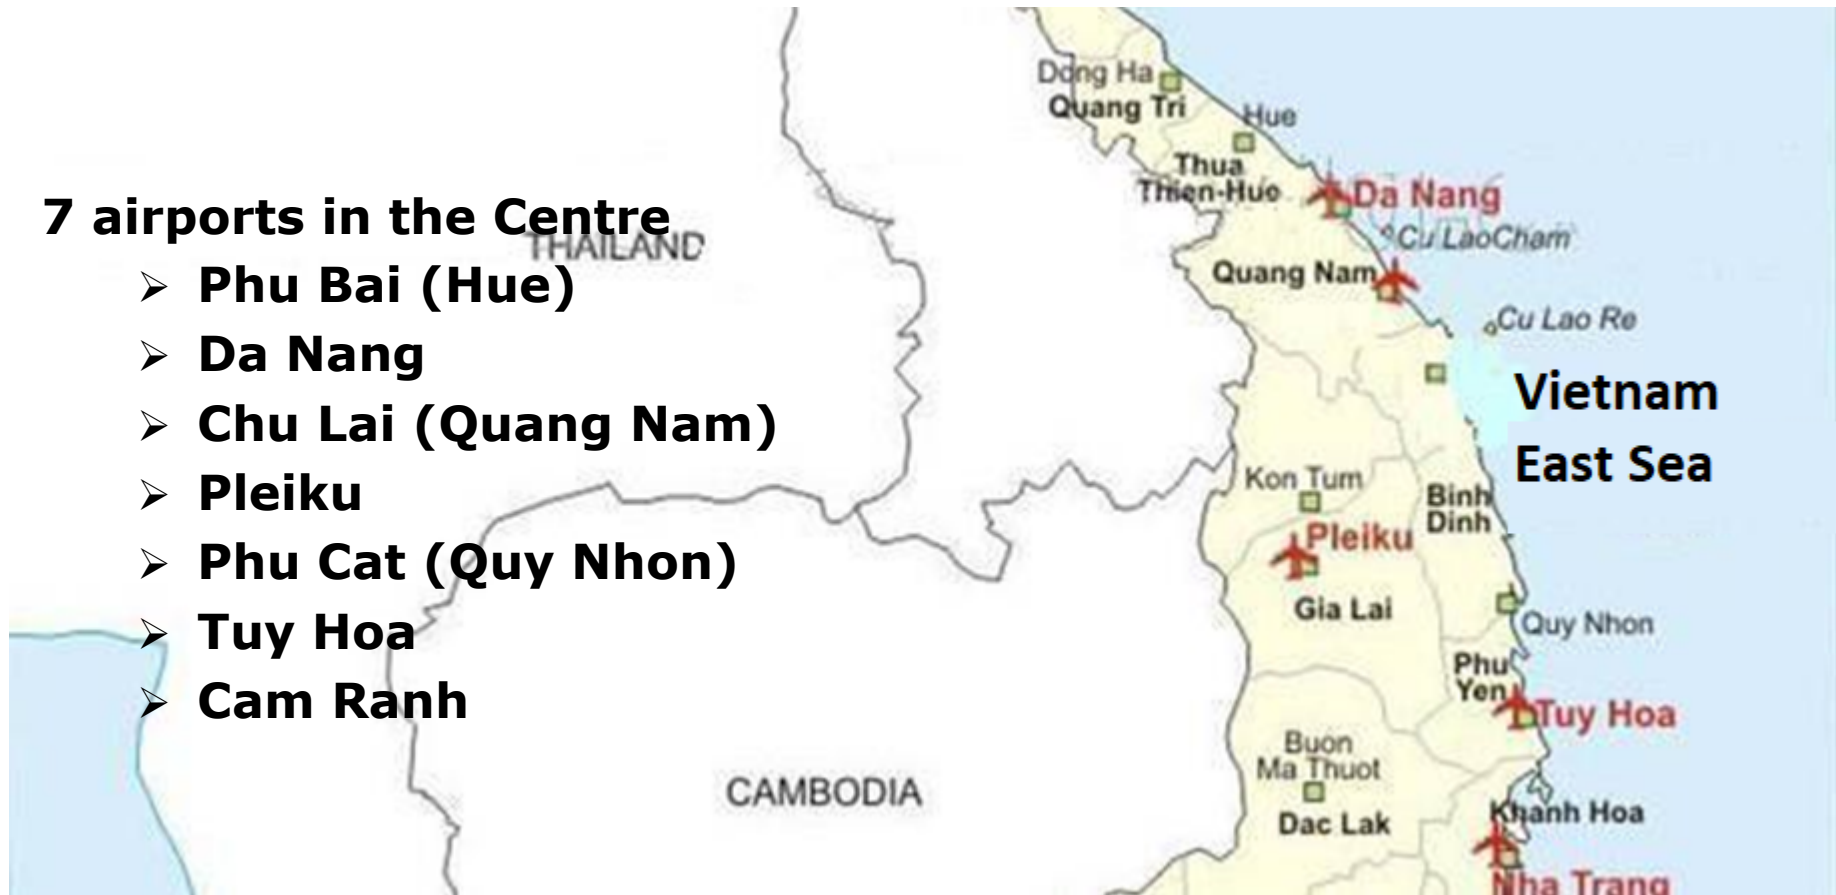 7 airports in the Centre
➢ Phu Bai (Hue)
➢ Da Nang
➢ Chu Lai (Quang Nam)
➢ Pleiku
➢ Phu Cat (Quy Nhon)
➢ Tuy Hoa
➢ Cam Ranh
THAILAND
CAMBODIA
Dong Ha
Quang Tri
Hue
Thua
Thien-Hue
Da Nang
Cu LaoCham
Quang Nam
Cu Lao Re
Vietnam
East Sea
Kon Tum
Binh
Dinh
Pleiku
Gia Lai
Quy Nhon
Phu
Yen
Tuy Hoa
Buon
Ma Thuot
Dac Lak
Khanh Hoa
Nha Trang